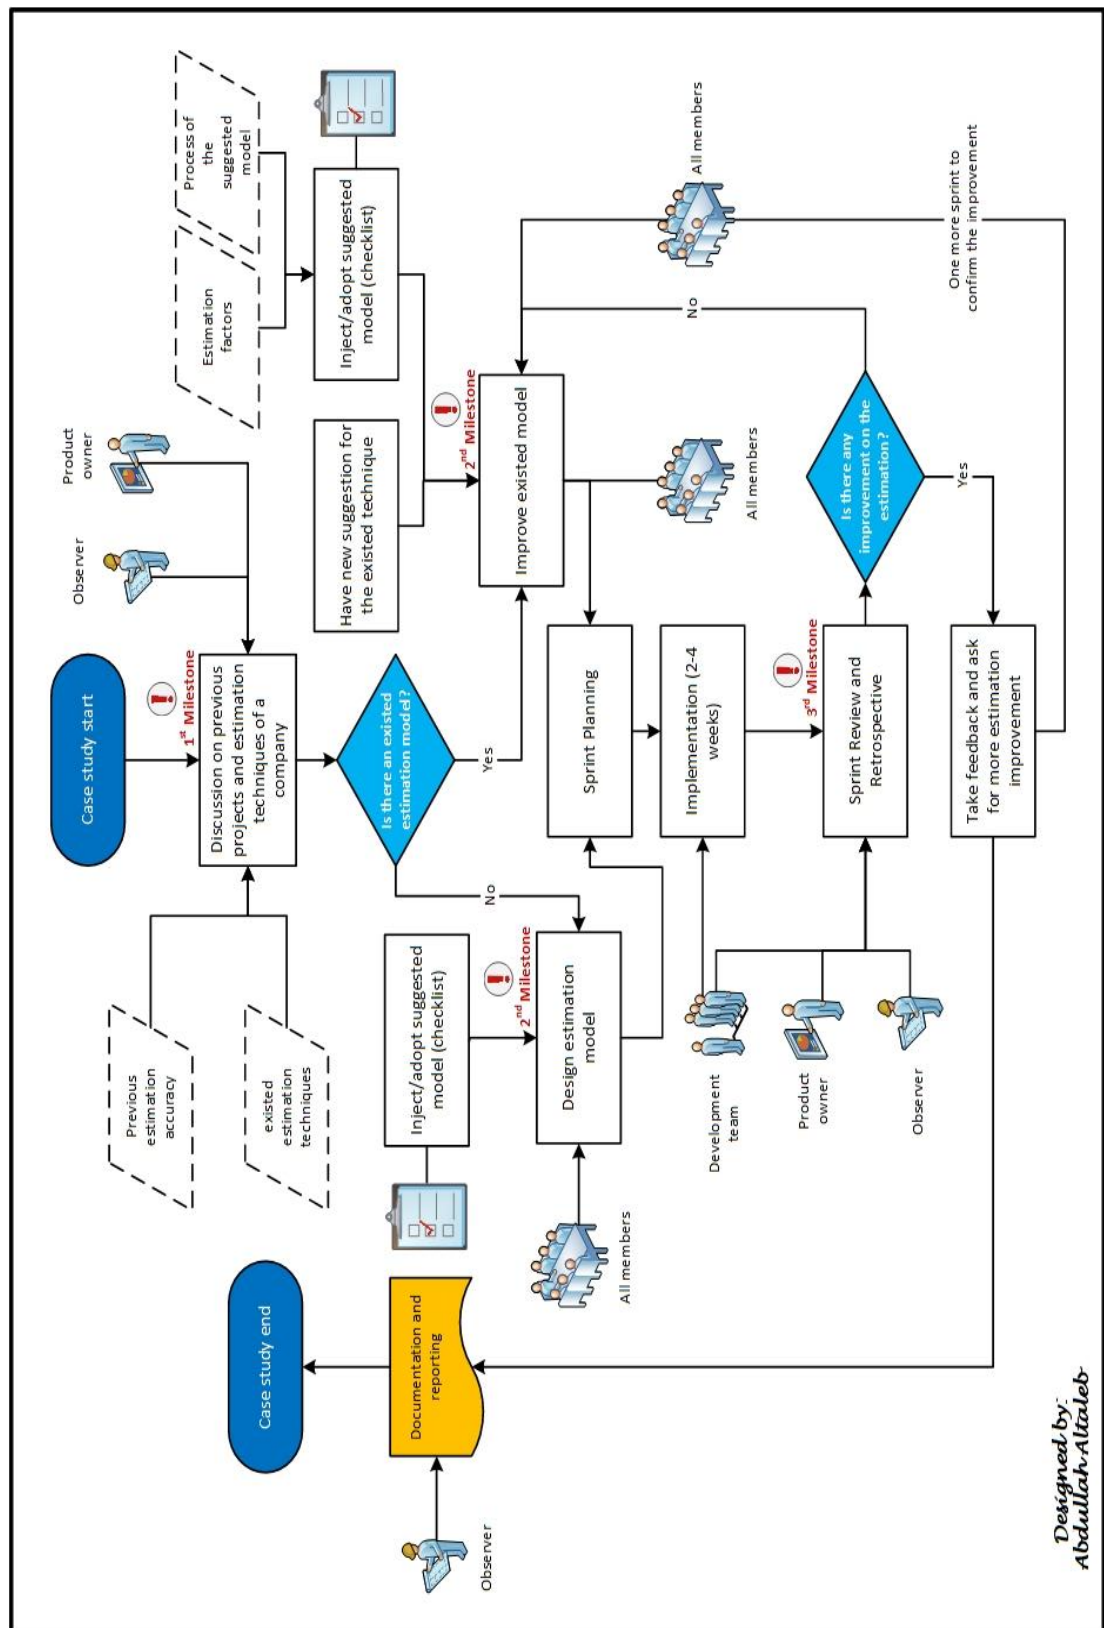 Case study start
1st Milestone
Observer
Product
owner
Previous
estimation
accuracy
existed
estimation
techniques
Discussion on previous
projects and estimation
techniques of a
company
Estimation
factors
Process of
the
suggested
model
Case study end
Is there an existed
estimation model?
No
Yes
Have new suggestion for
the existed technique
Inject/adopt suggested
model (checklist)
Observer
Documentation and
reporting
Inject/adopt suggested
model (checklist)
2nd Milestone
2nd Milestone
All members
Design estimation
model
Improve existed model
Sprint Planning
All members
All members
Development
team
Implementation (2-4
weeks)
No
Product
owner
3rd Milestone
Sprint Review and
Retrospective
Is there any
improvement on the
estimation?
Observer
Yes
One more sprint to
confirm the improvement
Take feedback and ask
for more estimation
improvement
Designed by:
Abdullah Altaleb